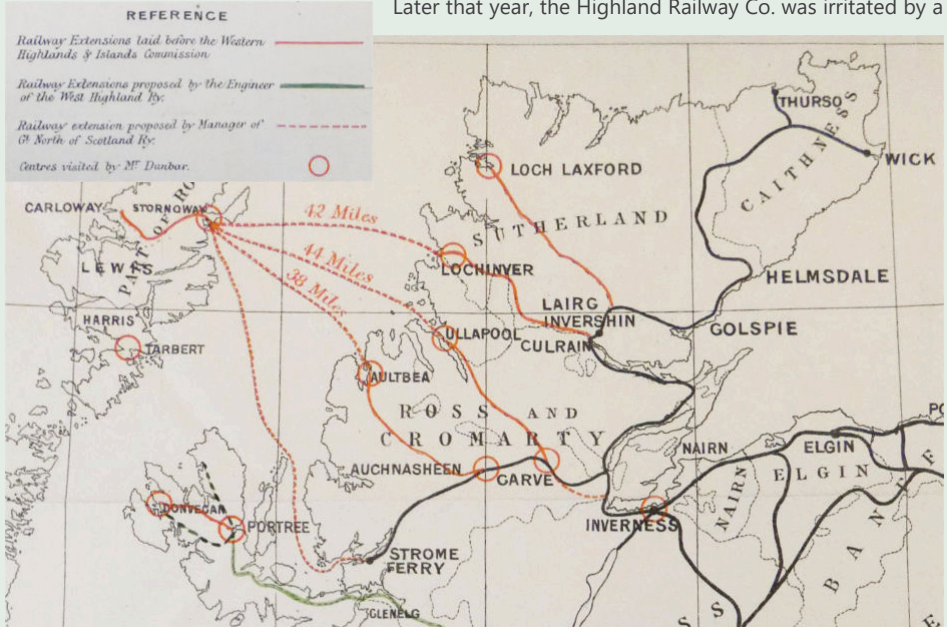 Later that year, the Highland Railway Co. was irritated by a
REFERENCE
Railway Extensions laid before the Western
Highlands & Islands Commission
Railway Extensions proposed by the Engineer
of the West Highland Ry.
Railway extension proposed by Manager of
Gt North of Scotland Ry.
Centres visited by Mr Dunbar.
THURSO
WICK
CAITHNESS
LOCH LAXFORD
CARLOWAY
STORNOWAY
PART OF RO
42 Miles
SUTHERLAND
LEWIS
44 Miles
LOCHINVER
38 Miles
HELMSDALE
LAIRG
HARRIS
INVERSHIN
GOLSPIE
ULLAPOOL
CULRAIN
TARBERT
AULTBEA
ROSS AND
CROMARTY
NAIRN
ELGIN
AUCHNASHEEN
GARVE
ELGIN
NAIRN
DUNVEGAN
PORTREE
INVERNESS
BAN
F
STROME
FERRY
GLENELG
S
S
E